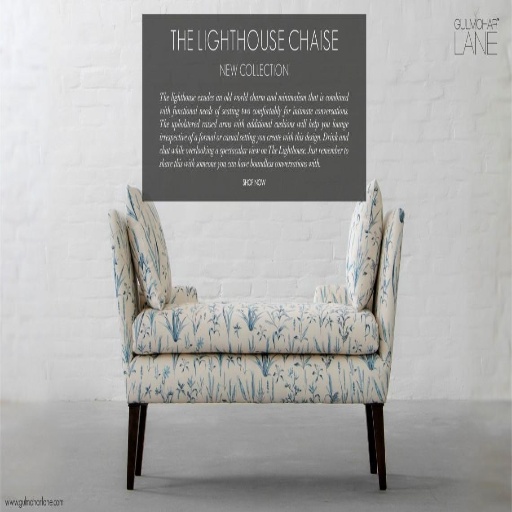 THE LIGHTHOUSE CHAISE
GULMOHAR
LANE
NEW COLLECTION
The lighthouse exudes an old world charm and minimalism that is combined
with functional needs of seating two comfortably for intimate conversations.
The upholstered raised arms with additional cushions will help you lounge
irrespective of a formal or casual setting you create with this design. Drink and
chat while overlooking a spectacular view on The Lighthouse. Just remember to
share this with someone you can have boundless conversations with.
SHOP NOW
www.gulmoharlane.com